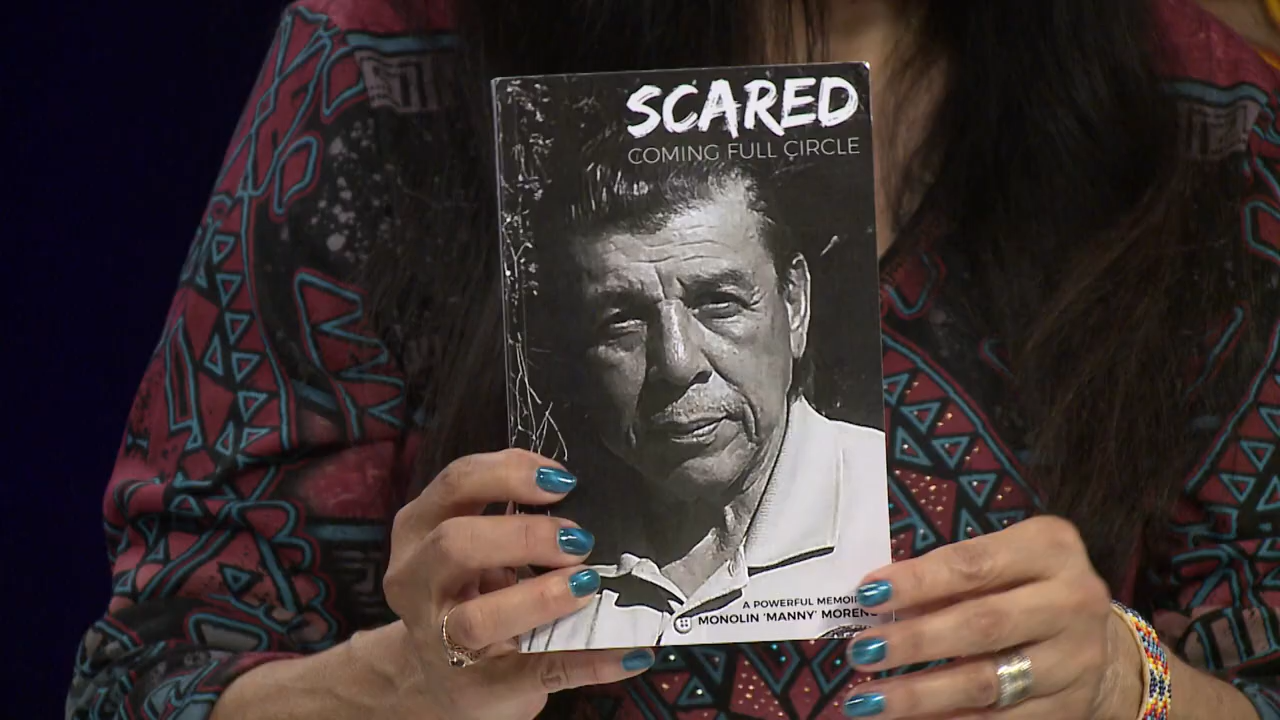 SCARED
COMING FULL CIRCLE
A POWERFUL MEMOIR
MONOLIN 'MANNY' MORENO